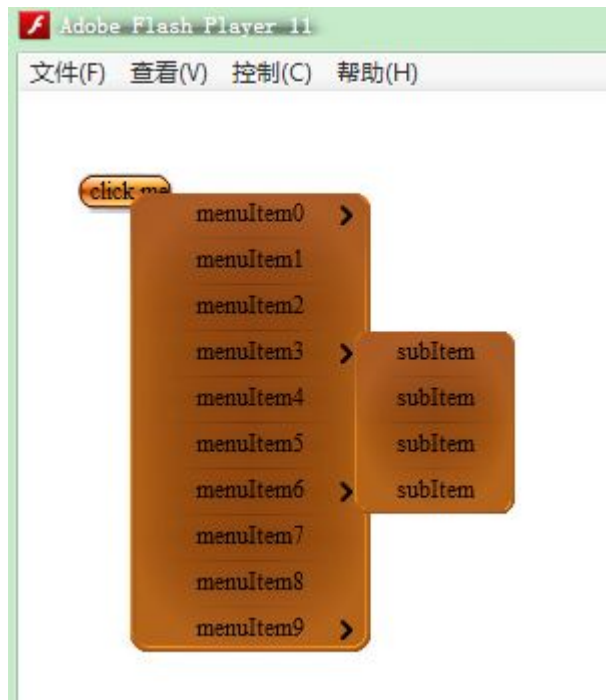 Adobe Flash Player 11
文件(F) 查看(V) 控制(C) 帮助(H)
click me
menuItem0
menuItem1
menuItem2
menuItem3 subItem
menuItem4 subItem
menuItem5 subItem
menuItem6 subItem
menuItem7
menuItem8
menuItem9